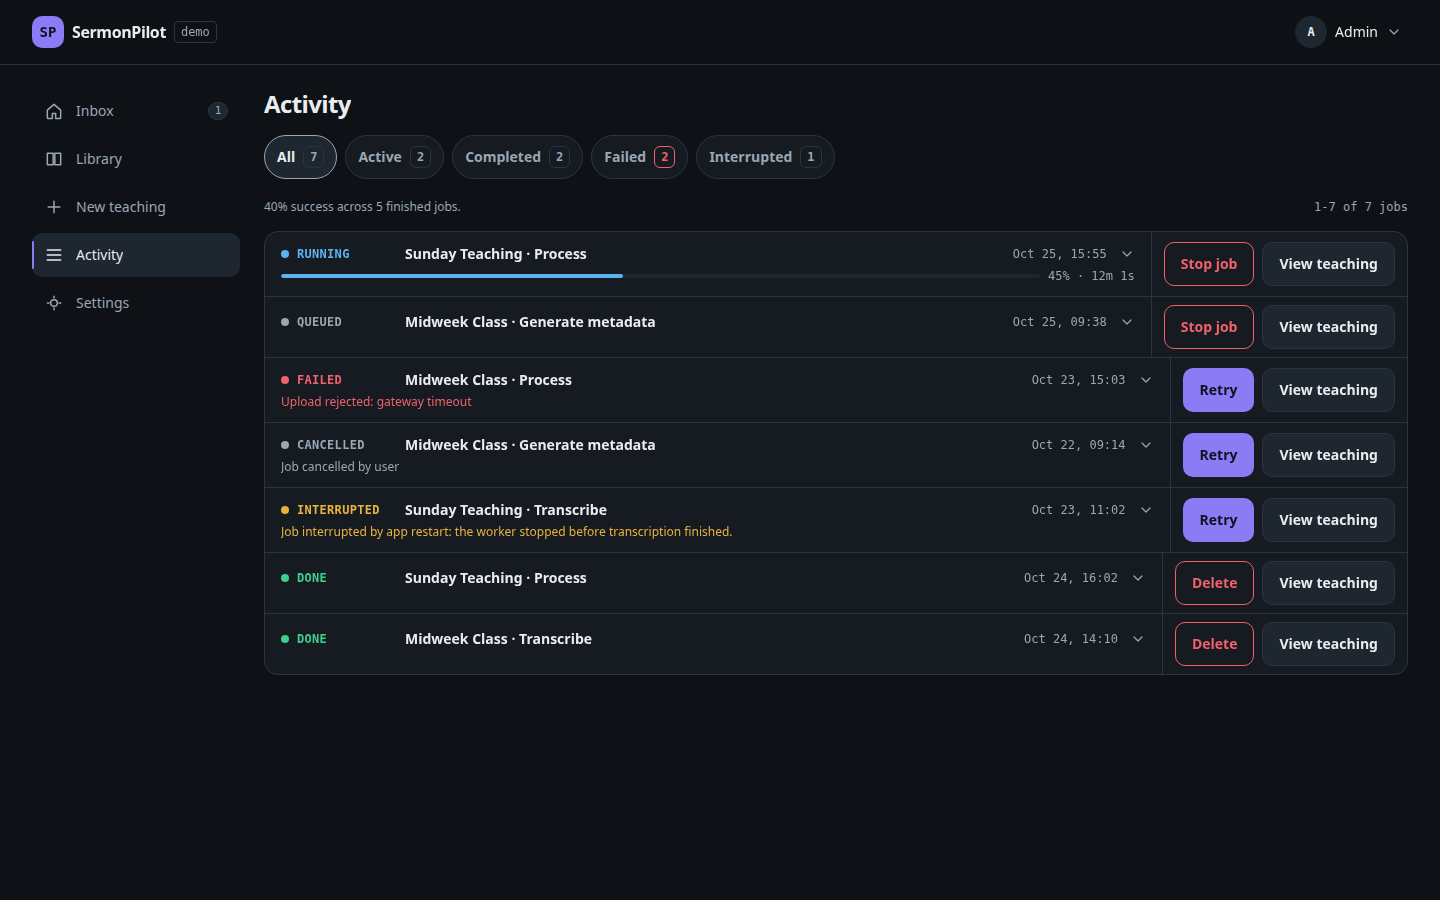 SP SermonPilot demo
A Admin
Inbox 1
Library
New teaching
Activity
Settings
Activity
All 7 Active 2 Completed 2 Failed 2 Interrupted 1
40% success across 5 finished jobs.
1-7 of 7 jobs
RUNNING Sunday Teaching · Process Oct 25, 15:55 Stop job View teaching
45% · 12m 1s
QUEUED Midweek Class · Generate metadata Oct 25, 09:38 Stop job View teaching
FAILED Midweek Class · Process Oct 23, 15:03 Retry View teaching
Upload rejected: gateway timeout
CANCELLED Midweek Class · Generate metadata Oct 22, 09:14 Retry View teaching
Job cancelled by user
INTERRUPTED Sunday Teaching · Transcribe Oct 23, 11:02 Retry View teaching
Job interrupted by app restart: the worker stopped before transcription finished.
DONE Sunday Teaching · Process Oct 24, 16:02 Delete View teaching
DONE Midweek Class · Transcribe Oct 24, 14:10 Delete View teaching